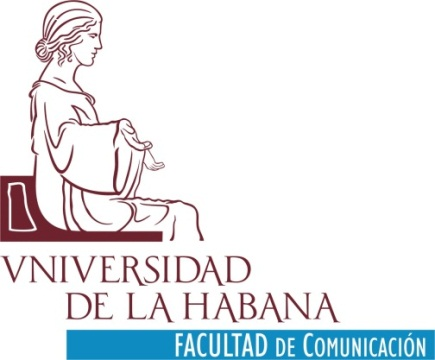 VNIVERSIDAD
DE LA HABANA
FACULTAD DE COMUNICACIÓN